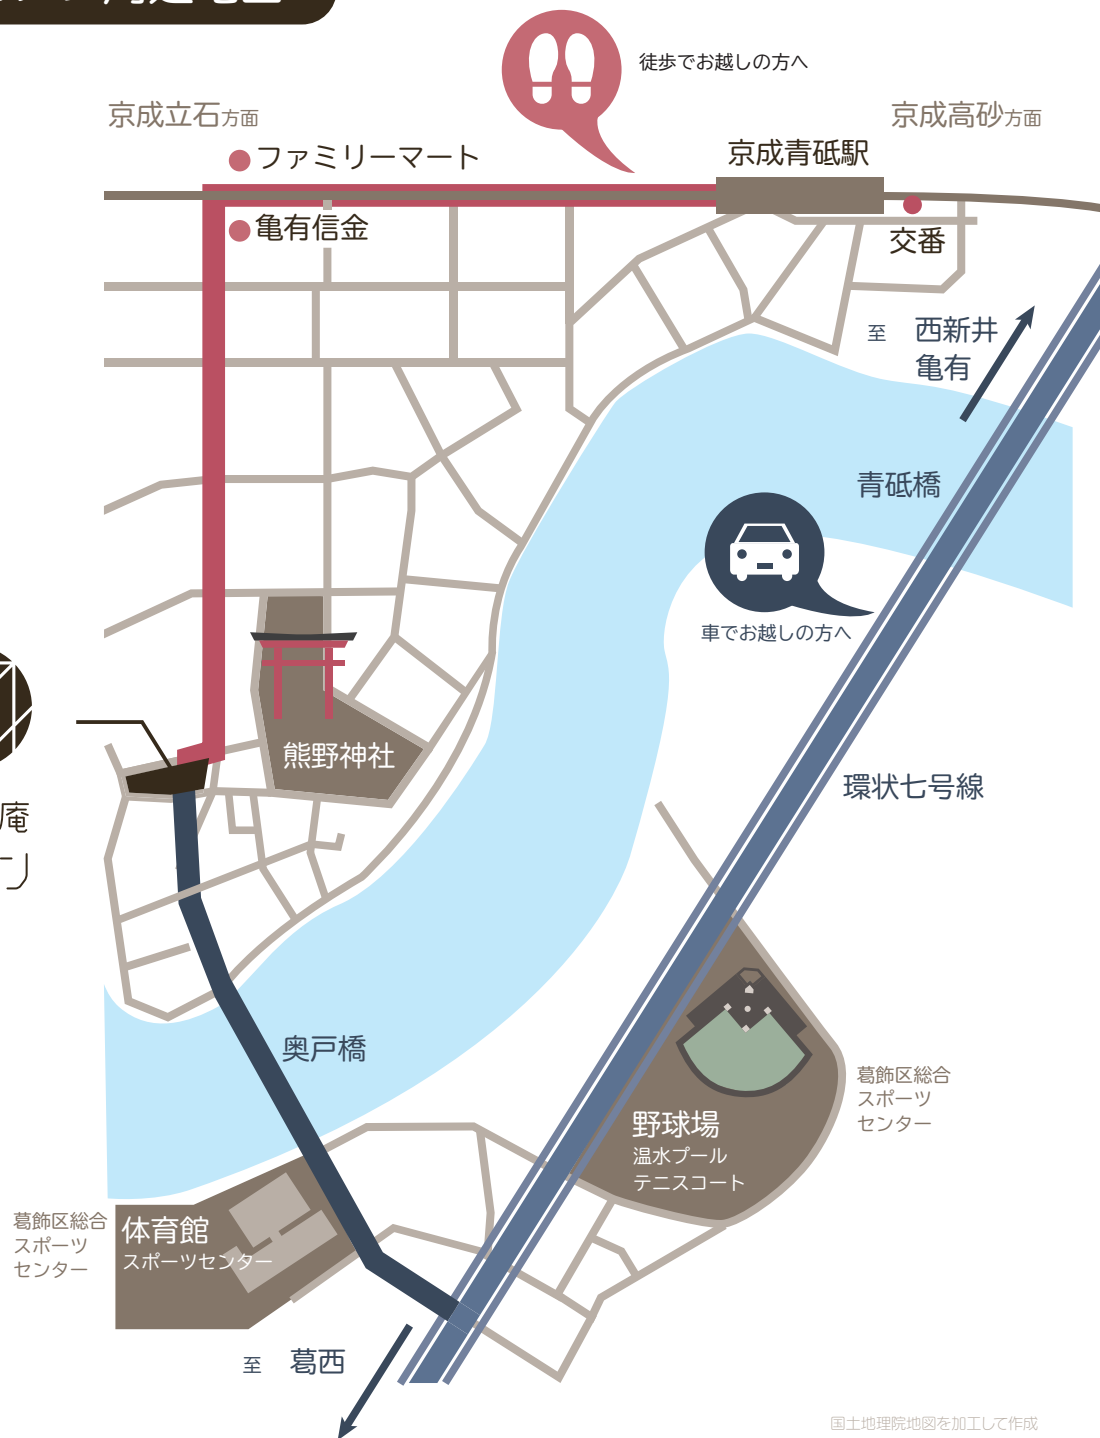 徒歩でお越しの方へ
京成立石方面
京成高砂方面
ファミリーマート
京成青砥駅
亀有信金
交番
至 西新井
亀有
青砥橋
車でお越しの方へ
熊野神社
環状七号線
庵
ン
奥戸橋
葛飾区総合
スポーツ
センター
野球場
温水プール
テニスコート
葛飾区総合
スポーツ
センター
体育館
スポーツセンター
至 葛西
国土地理院地図を加工して作成